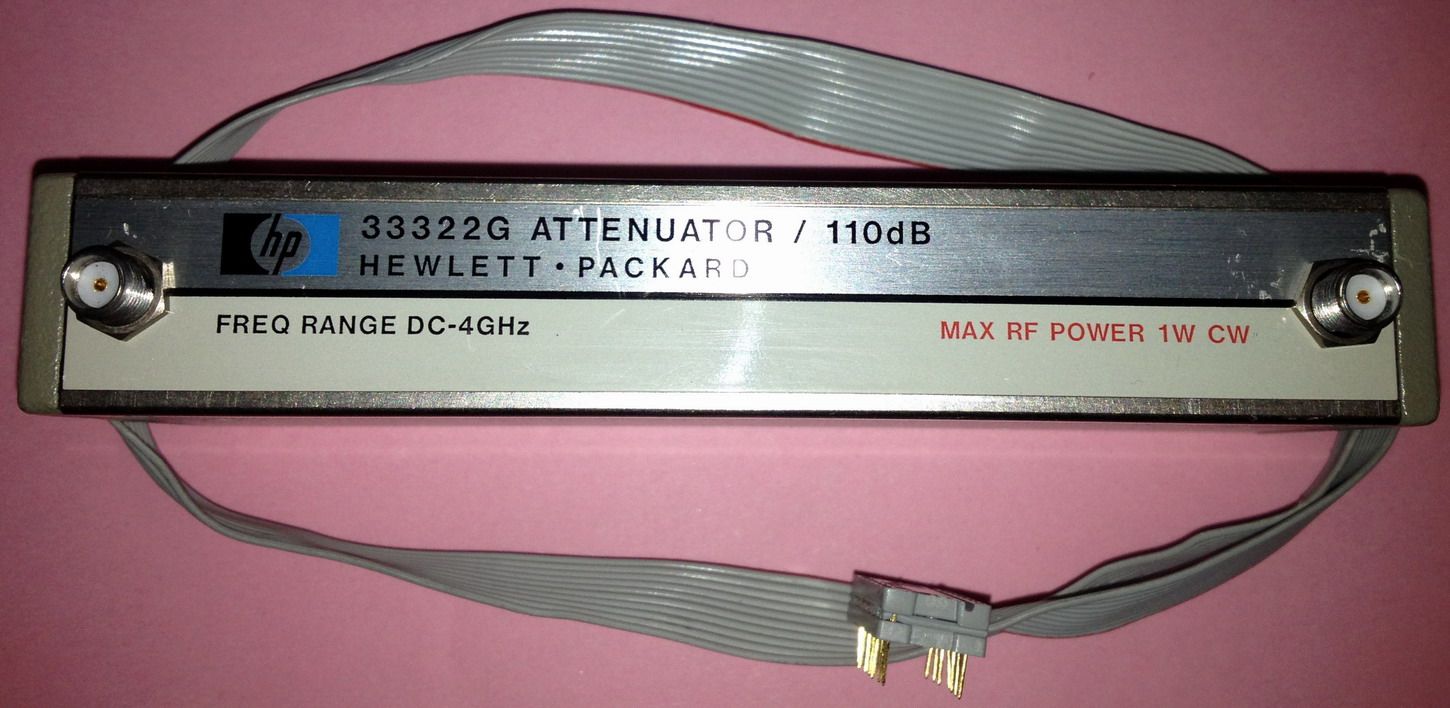 hp
33322G ATTENUATOR / 110dB
HEWLETT • PACKARD
FREQ RANGE DC-4GHz
MAX RF POWER 1W CW